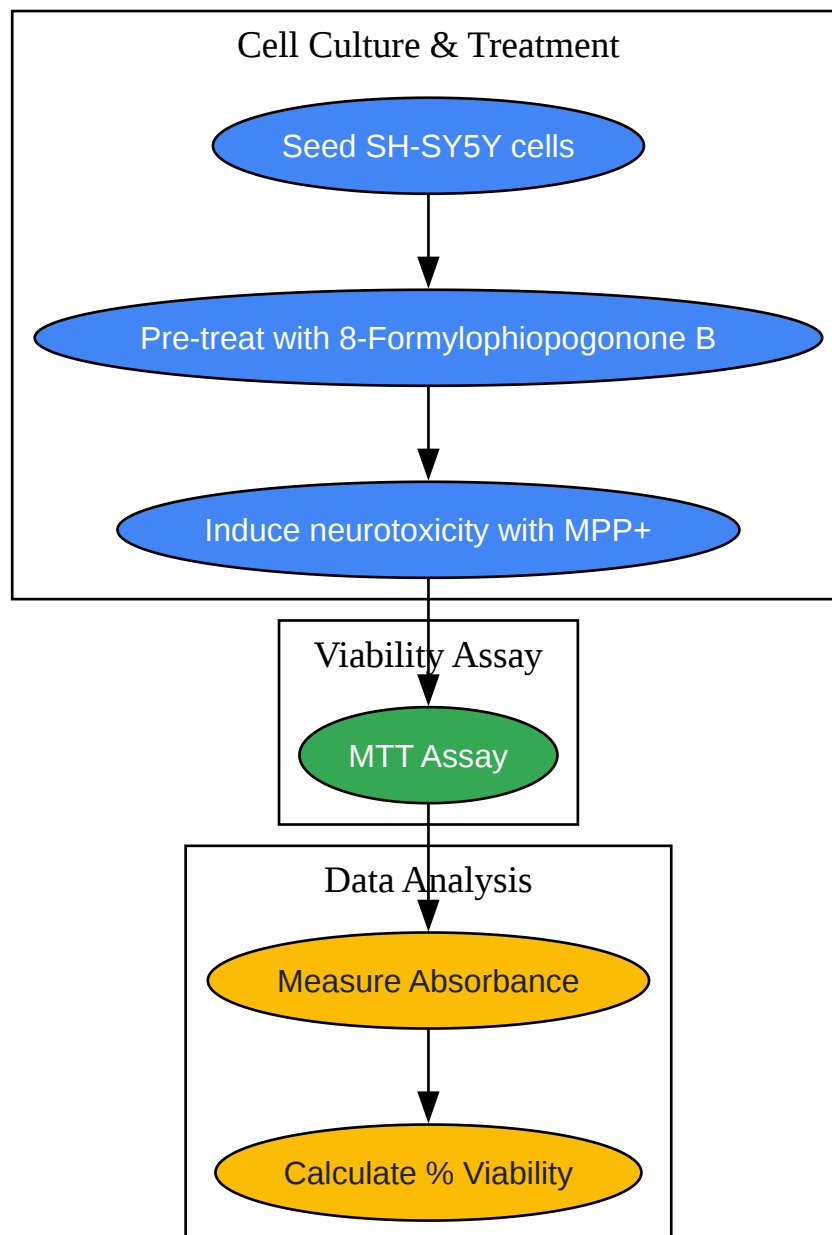 Cell Culture & Treatment
Seed SH-SY5Y cells
Pre-treat with 8-Formylophiopogonone B
Induce neurotoxicity with MPP+
Viability Assay
MTT Assay
Data Analysis
Measure Absorbance
Calculate % Viability